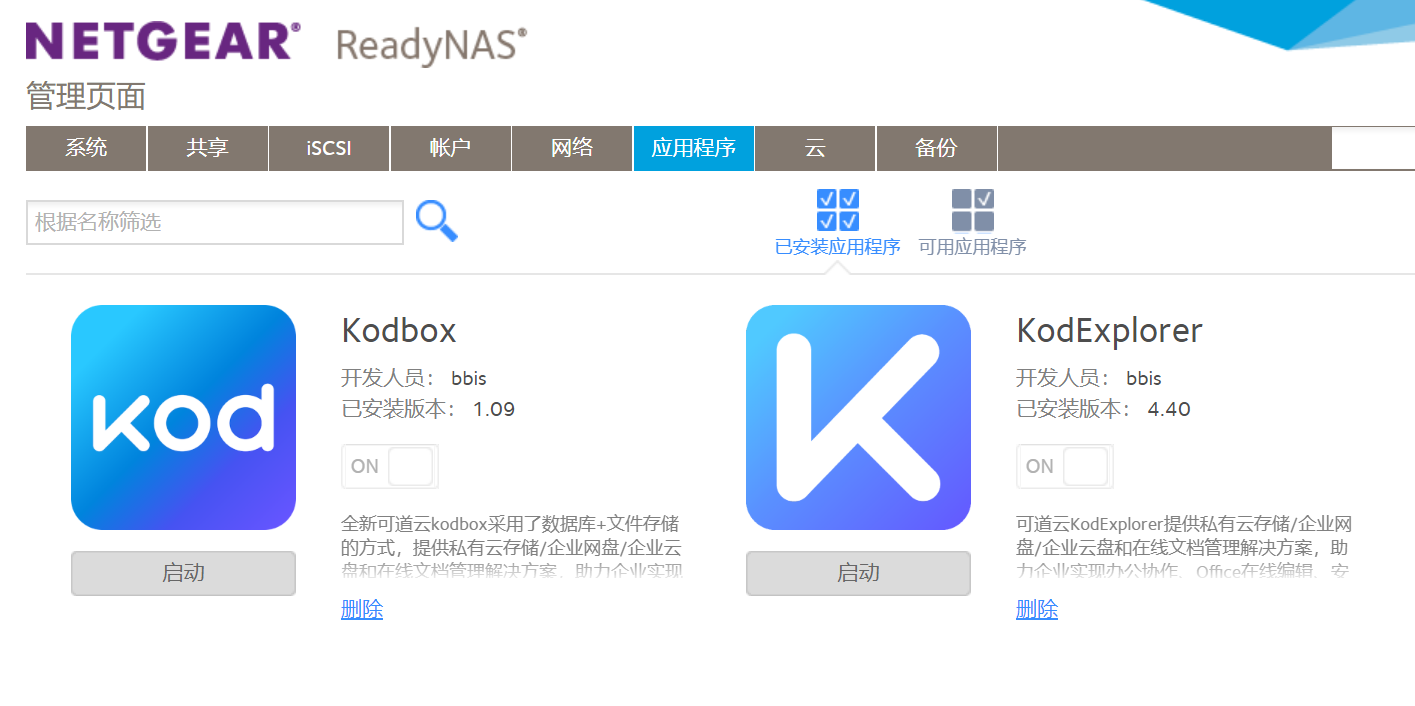 NETGEAR® ReadyNAS®
管理页面
系统 共享 iSCSI 帐户 网络 应用程序 云 备份
根据名称筛选
已安装应用程序 可用应用程序
kod
Kodbox
开发人员： bbis
已安装版本： 1.09
ON
全新可道云kodbox采用了数据库+文件存储
的方式，提供私有云存储/企业网盘/企业云
盘和在线文档管理解决方案，助力企业实现
启动
删除
K
KodExplorer
开发人员： bbis
已安装版本： 4.40
ON
可道云KodExplorer提供私有云存储/企业网
盘/企业云盘和在线文档管理解决方案，助
力企业实现办公协作、Office在线编辑、安
启动
删除